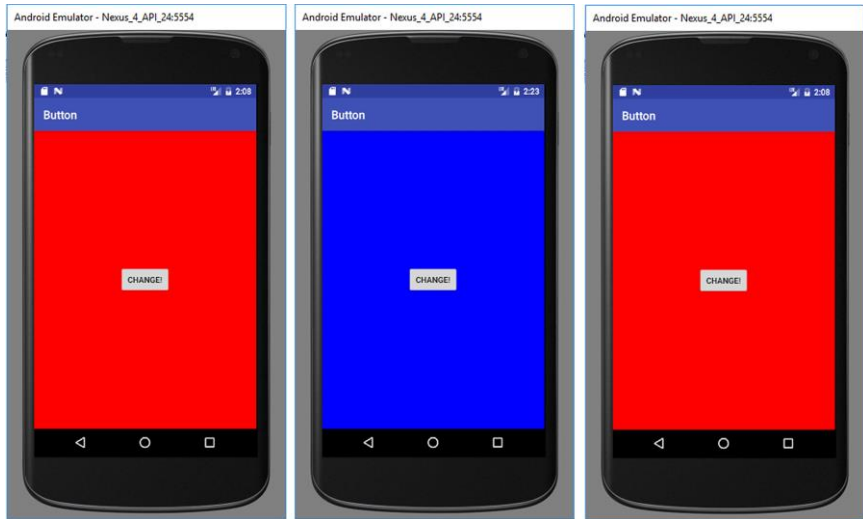 Android Emulator - Nexus_4_API_24:5554
2:08
Button
CHANGE!
Android Emulator - Nexus_4_API_24:5554
2:23
Button
CHANGE!
Android Emulator - Nexus_4_API_24:5554
2:08
Button
CHANGE!